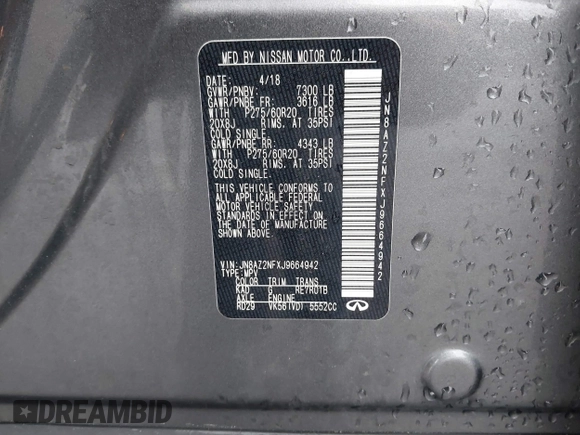 MFD BY NISSAN MOTOR CO.,LTD.
DATE: 4/18
GVWR/PNBV: 7300 LB
GAWR/PNBE FR: 3616 LB
WITH P275/60R20 TIRES
20X8J RIMS, AT 35PSI
COLD SINGLE.
GAWR/PNBE RR: 4343 LB
WITH P275/60R20 TIRES
20X8J RIMS, AT 35PSI
COLD SINGLE.
THIS VEHICLE CONFORMS TO
ALL APPLICABLE FEDERAL
MOTOR VEHICLE SAFETY
STANDARDS IN EFFECT ON
THE DATE OF MANUFACTURE
SHOWN ABOVE.
VIN: JN8AZ2NFXJ9664942
TYPE: MPV
COLOR TRIM TRANS
KAD G RE7R01B
AXLE ENGINE
RD29 VK56(VD) 5552CC
JN8AZ2NFXJ9664942
DREAMBID